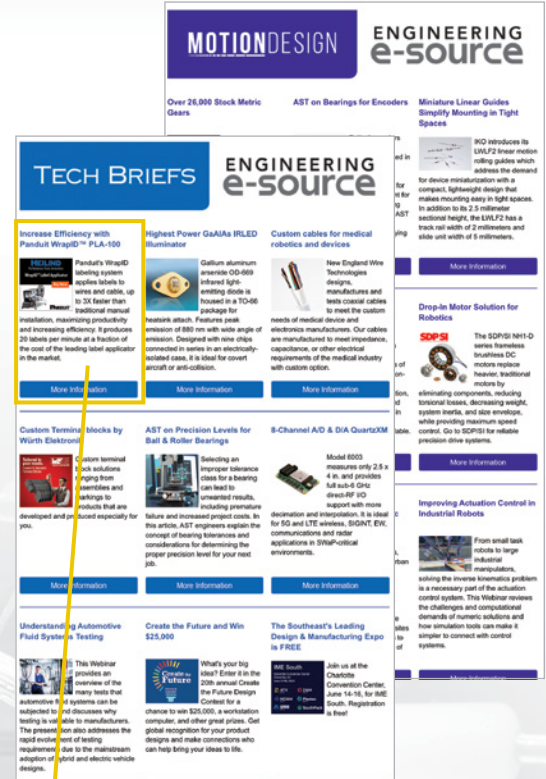 MOTION DESIGN
ENGINEERING
e-source
Over 26,000 Stock Metric
Gears
AST on Bearings for Encoders
Miniature Linear Guides
Simplify Mounting in Tight
Spaces
IKO introduces its
LWLF2 linear motion
rolling guides which
address the demand
for device miniaturization with a
compact, lightweight design that
makes mounting easy in tight spaces.
In addition to its 2.5 millimeter
sectional height, the LWLF2 has a
track rail width of 2 millimeters and
slide unit width of 5 millimeters.
More Information
Drop-In Motor Solution for
Robotics
SDP/SI
The SDP/SI NH1-D
series frameless
brushless DC
motors replace
heavier, traditional
motors by
eliminating components, reducing
torsional losses, decreasing weight,
system inertia, and size envelope,
while providing maximum speed
control. Go to SDP/SI for reliable
precision drive systems.
More Information
Improving Actuation Control in
Industrial Robots
From small task
robots to large
industrial
manipulators,
solving the inverse kinematics problem
is a necessary part of the actuation
control system. This Webinar reviews
the challenges and computational
demands of numeric solutions and
how simulation tools can make it
simpler to connect with control
systems.
More Information
TECH BRIEFS
ENGINEERING
e-source
Increase Efficiency with
Panduit WrapID™ PLA-100
HEILIND
Panduit's WrapID
labeling system
applies labels to
wires and cable, up
to 3X faster than
traditional manual
installation, maximizing productivity
and increasing efficiency. It produces
20 labels per minute at a fraction of
the cost of the leading label applicator
in the market.
More Information
Highest Power GaAlAs IRLED
Illuminator
Gallium aluminum
arsenide OD-669
infrared light-
emitting diode is
housed in a TO-66
package for
heatsink attach. Features peak
emission of 880 nm with wide angle of
emission. Designed with nine chips
connected in series in an electrically-
isolated case, it is ideal for covert
aircraft or anti-collision.
More Information
Custom cables for medical
robotics and devices
New England Wire
Technologies
designs,
manufactures and
tests coaxial cables
to meet the custom
needs of medical device and
electronics manufacturers. Our cables
are manufactured to meet impedance,
capacitance, or other electrical
requirements of the medical industry
with custom option.
More Information
Custom Terminal blocks by
Würth Elektronik
Custom terminal
block solutions
ranging from
assemblies and
markings to
products that are
developed and produced especially for
you.
More Information
AST on Precision Levels for
Ball & Roller Bearings
Selecting an
improper tolerance
class for a bearing
can lead to
unwanted results,
including premature
failure and increased project costs. In
this article, AST engineers explain the
concept of bearing tolerances and
considerations for determining the
proper precision level for your next
job.
More Information
8-Channel A/D & D/A QuartzXM
Model 6003
measures only 2.5 x
4 in. and provides
full sub-6 GHz
direct-RF I/O
support with more
decimation and interpolation. It is ideal
for 5G and LTE wireless, SIGINT, EW,
communications and radar
applications in SWaP-critical
environments.
More Information
Understanding Automotive
Fluid Systems Testing
This Webinar
provides an
overview of the
many tests that
automotive fluid systems can be
subjected to and discusses why
testing is valuable to manufacturers.
The presentation also addresses the
rapid evolvement of testing
requirements due to the mainstream
adoption of hybrid and electric vehicle
designs.
Create the Future and Win
$25,000
Create the
Future
What's your big
idea? Enter it in the
20th annual Create
the Future Design
Contest for a
chance to win $25,000, a workstation
computer, and other great prizes. Get
global recognition for your product
designs and make connections who
can help bring your ideas to life.
The Southeast's Leading
Design & Manufacturing Expo
is FREE
IME South
Join us at the
Charlotte
Convention Center,
June 14-16, for IME
South. Registration
is free!